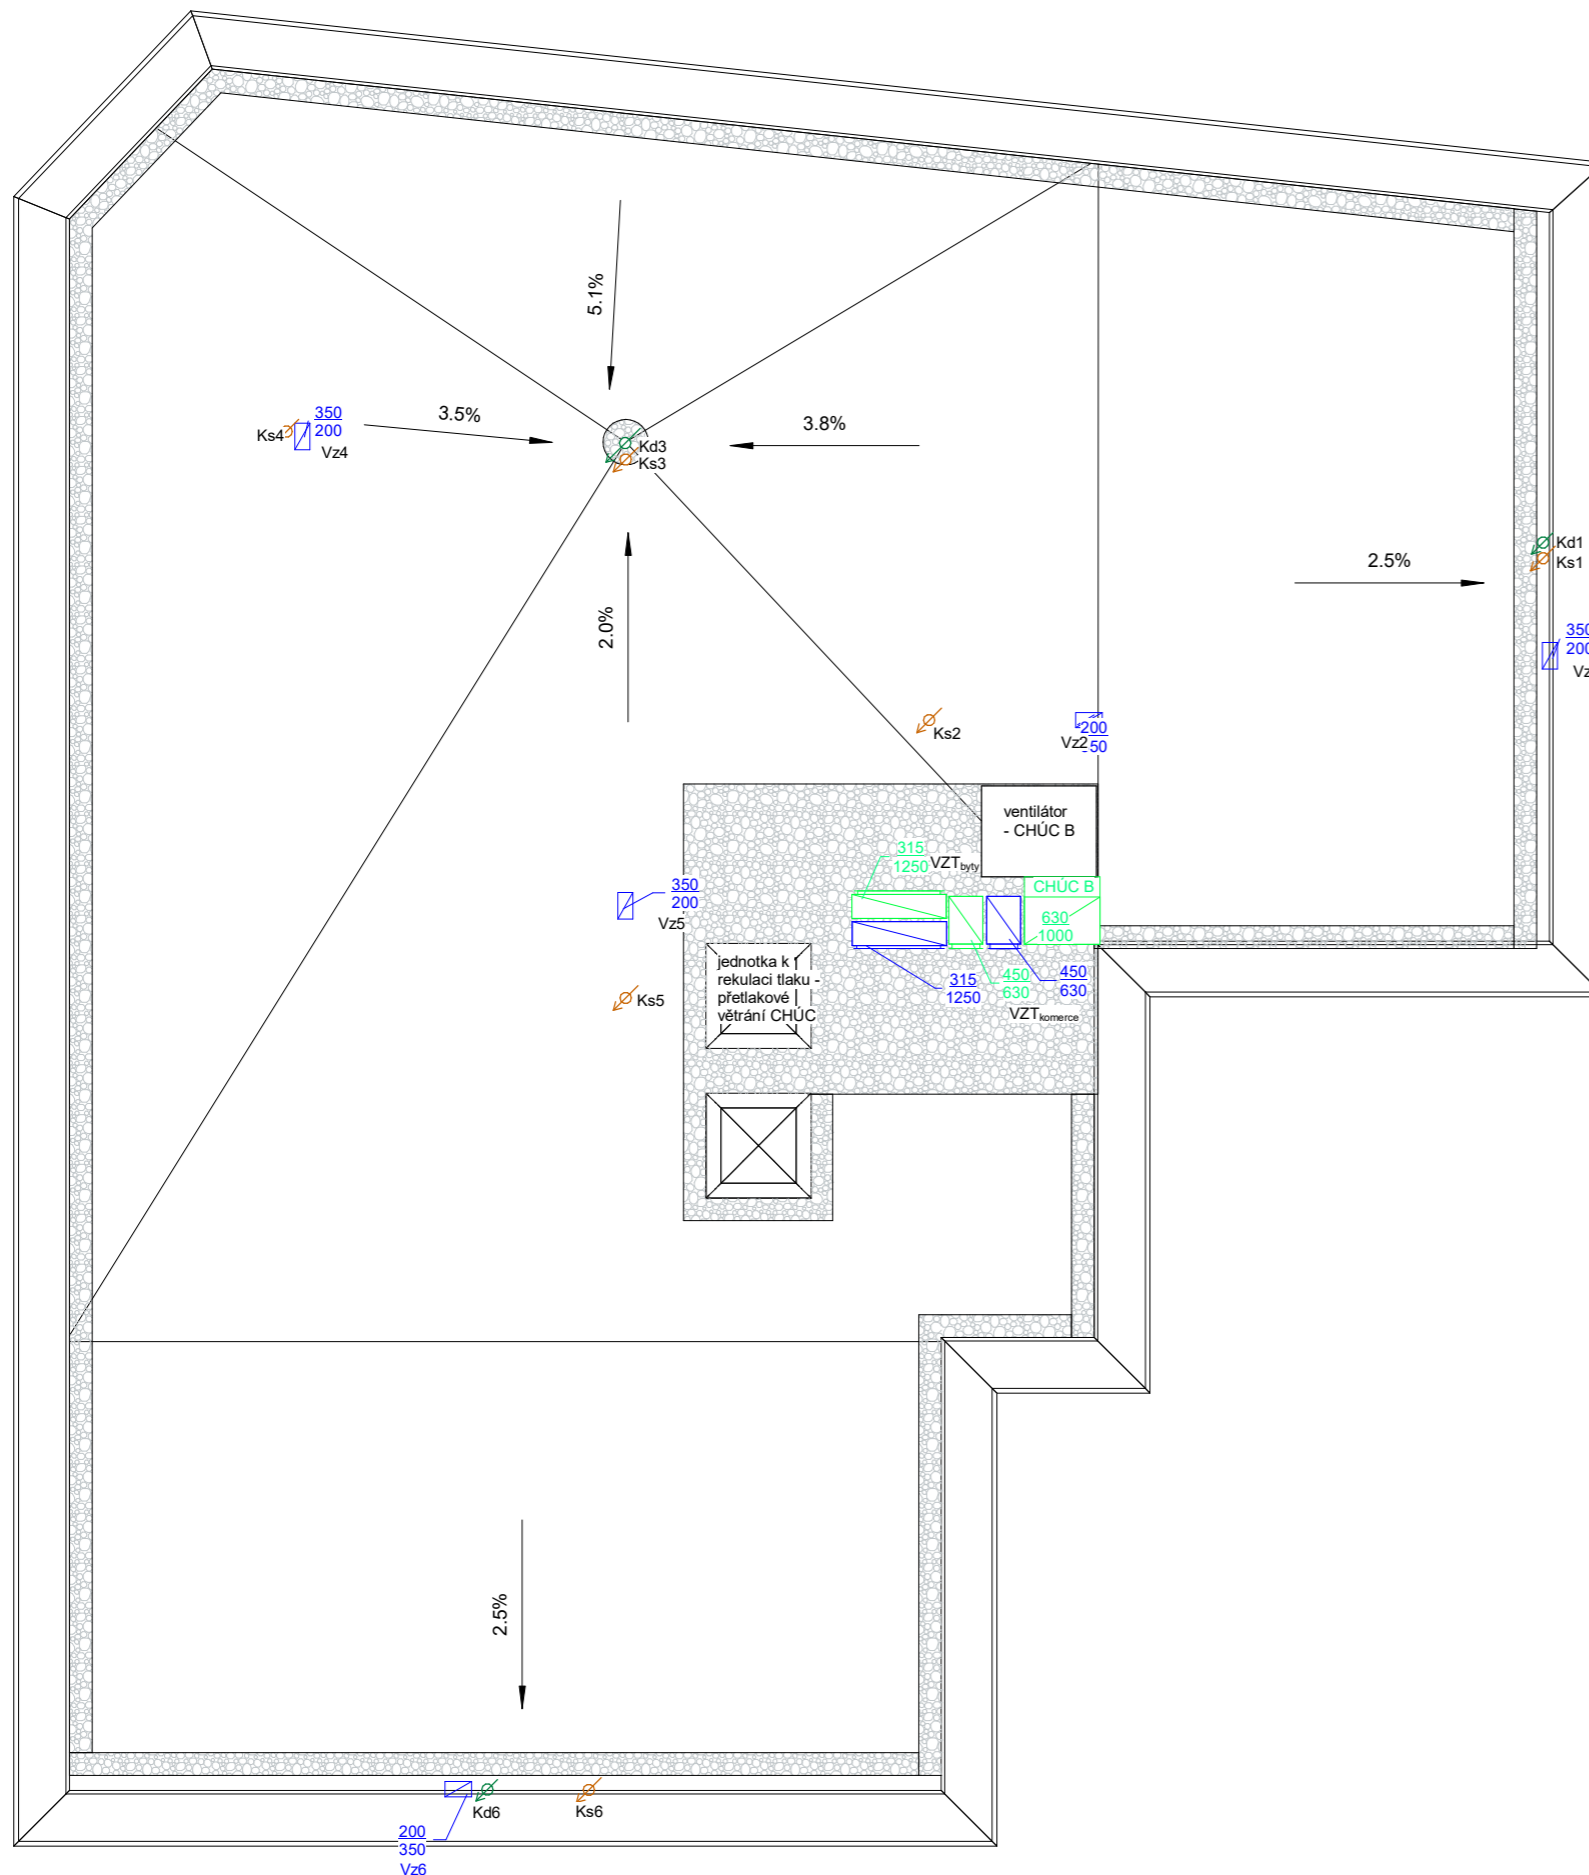 5.1%
350
200
Ks4
Vz4
3.5%
3.8%
Kd3
Ks3
Kd1
Ks1
2.5%
350
200
2.0%
Ks2
200
Vz2
ventilátor
- CHÚC B
315
1250
VZTbyty
CHÚC B
630
1000
350
200
Vz5
jednotka k
rekulaci tlaku -
přetlakové
větrání CHÚC
315
1250
450
630
450
630
VZTkomerce
Ks5
2.5%
Kd6
Ks6
200
350
Vz6